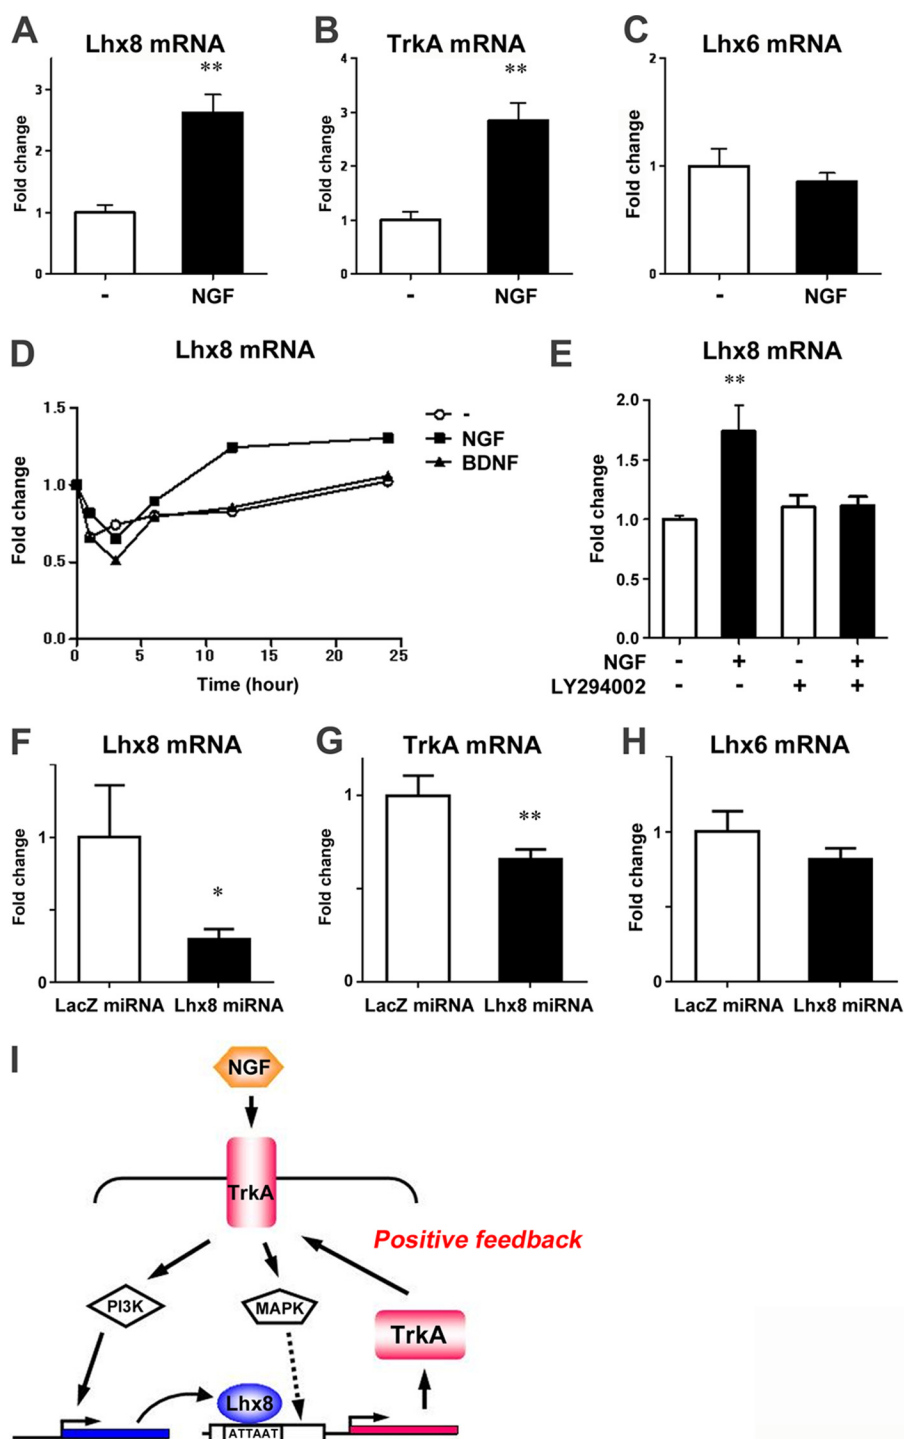 A B C
Lhx8 mRNA TrkA mRNA Lhx6 mRNA
Fold change
3
2
1
0
**
- NGF
Fold change
4
3
2
1
0
**
- NGF
Fold change
2
1
0
- NGF
D Lhx8 mRNA
Fold change
1.5
1.0
0.5
0.0
0 5 10 15 20 25
Time (hour)
-
NGF
BDNF
E Lhx8 mRNA
**
Fold change
2.0
1.5
1.0
0.5
0.0
NGF - + - +
LY294002 - - + +
F Lhx8 mRNA
Fold change
1
0
*
LacZ miRNA Lhx8 miRNA
G TrkA mRNA
Fold change
1
0
**
LacZ miRNA Lhx8 miRNA
H Lhx6 mRNA
Fold change
1
0
LacZ miRNA Lhx8 miRNA
I
NGF
TrkA
Positive feedback
PI3K MAPK
TrkA
Lhx8
ATTAAT